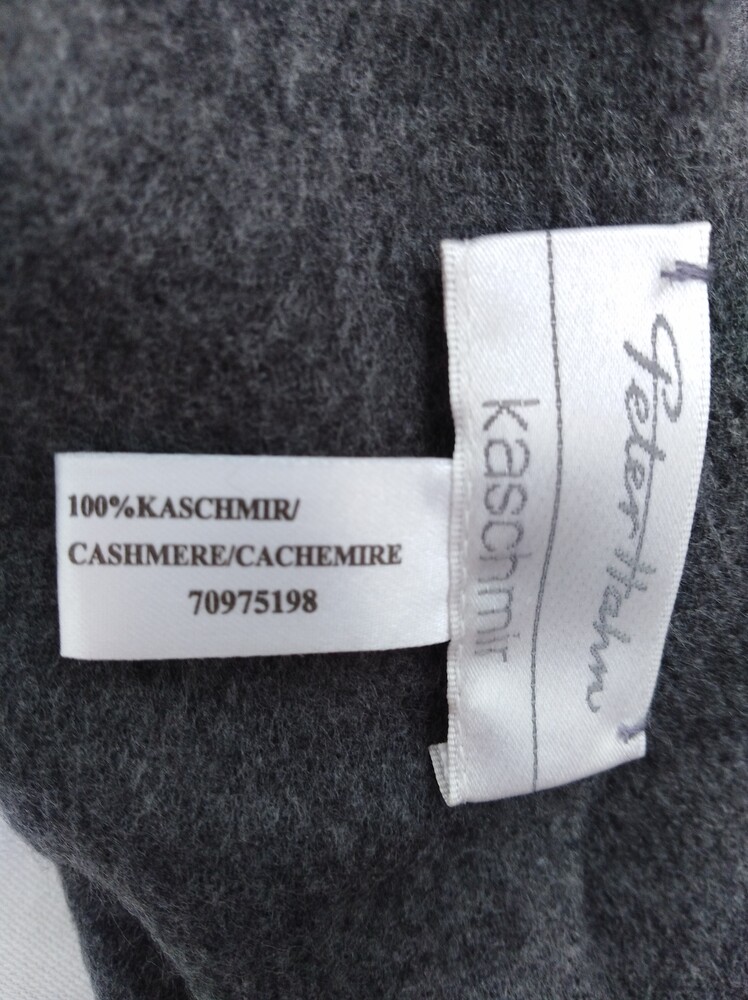 100%KASCHMIR/
CASHMERE/CACHEMIRE
70975198
Peter Hahn
kaschmir